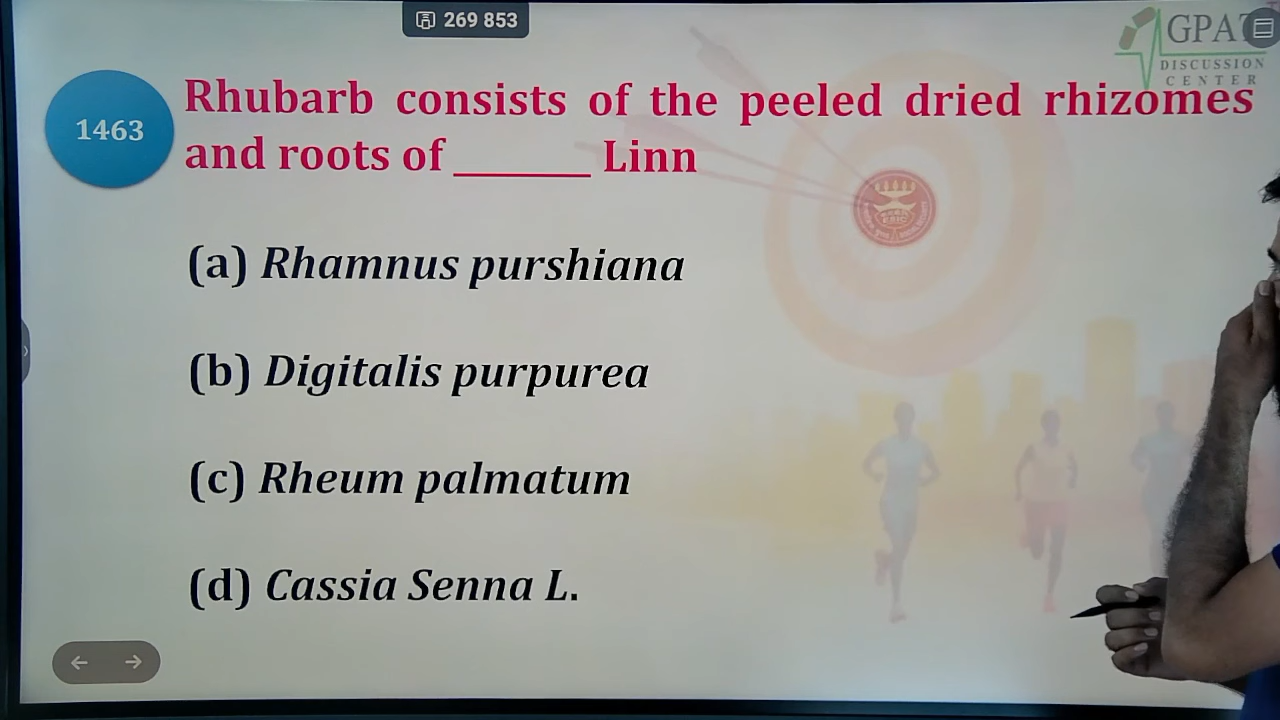 269 853
GPAT
DISCUSSION
CENTER
1463
Rhubarb consists of the peeled dried rhizomes
and roots of ______ Linn
(a) Rhamnus purshiana
(b) Digitalis purpurea
(c) Rheum palmatum
(d) Cassia Senna L.